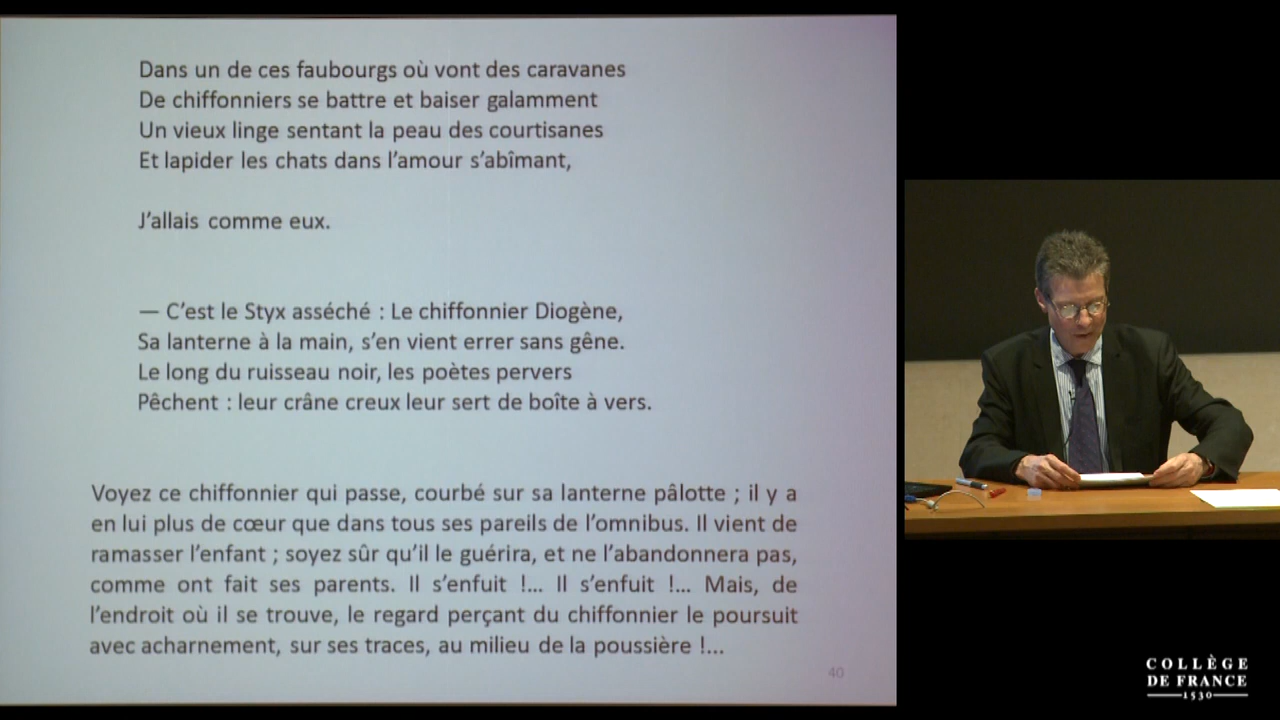 Dans un de ces faubourgs où vont des caravanes
De chiffonniers se battre et baiser galamment
Un vieux linge sentant la peau des courtisanes
Et lapider les chats dans l’amour s’abîmant,
J’allais comme eux.
— C’est le Styx asséché : Le chiffonnier Diogène,
Sa lanterne à la main, s’en vient errer sans gêne.
Le long du ruisseau noir, les poètes pervers
Pêchent : leur crâne creux leur sert de boîte à vers.
Voyez ce chiffonnier qui passe, courbé sur sa lanterne pâlotte ; il y a
en lui plus de cœur que dans tous ses pareils de l’omnibus. Il vient de
ramasser l’enfant ; soyez sûr qu’il le guérira, et ne l’abandonnera pas,
comme ont fait ses parents. Il s’enfuit !... Il s’enfuit !... Mais, de
l’endroit où il se trouve, le regard perçant du chiffonnier le poursuit
avec acharnement, sur ses traces, au milieu de la poussière !...
40
COLLÈGE
DE FRANCE
1530